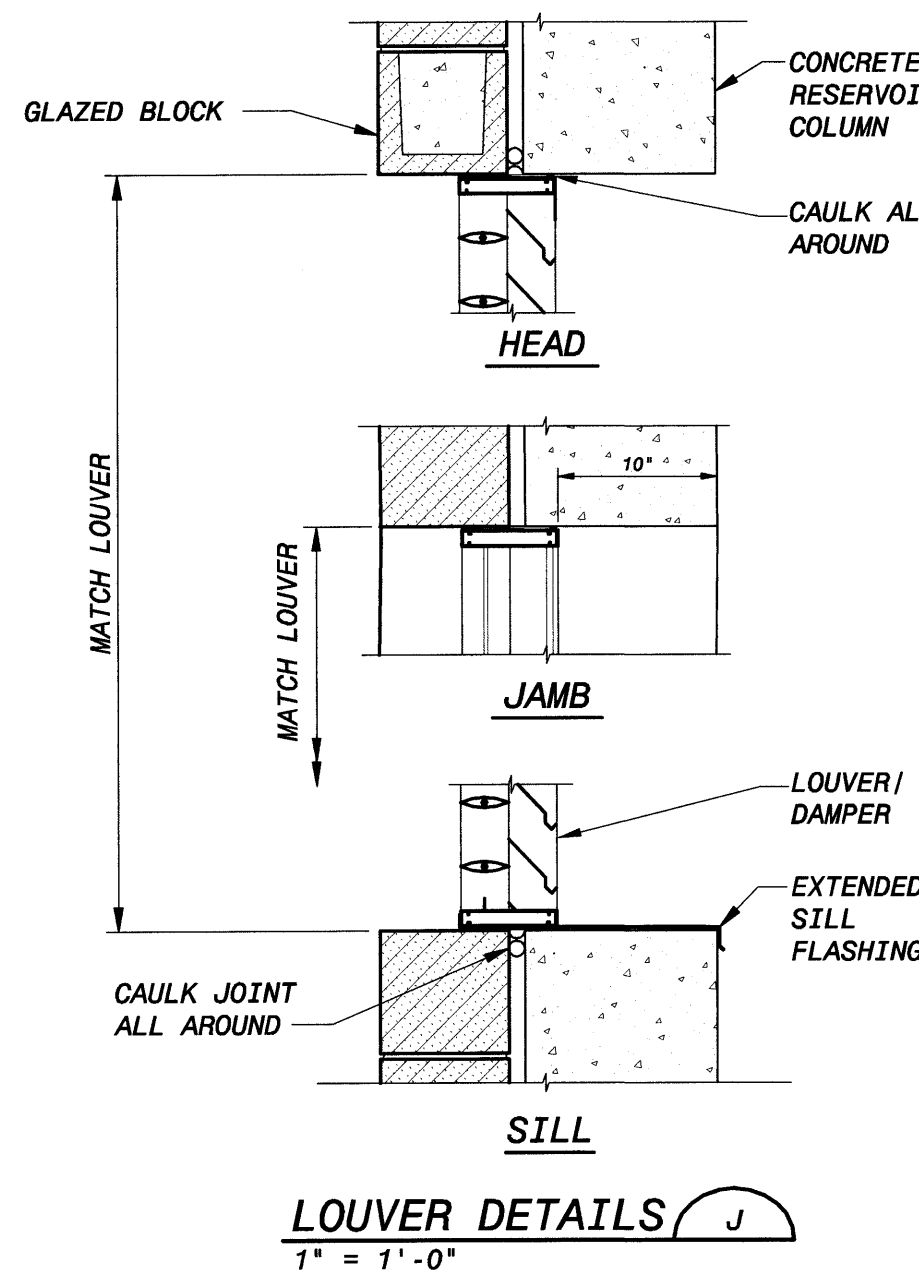 GLAZED BLOCK
CONCRETE
RESERVOI
COLUMN
CAULK AL
AROUND
HEAD
MATCH LOUVER
10"
MATCH LOUVER
JAMB
LOUVER/
DAMPER
EXTENDED
SILL
FLASHING
CAULK JOINT
ALL AROUND
SILL
LOUVER DETAILS J
1" = 1'-0"